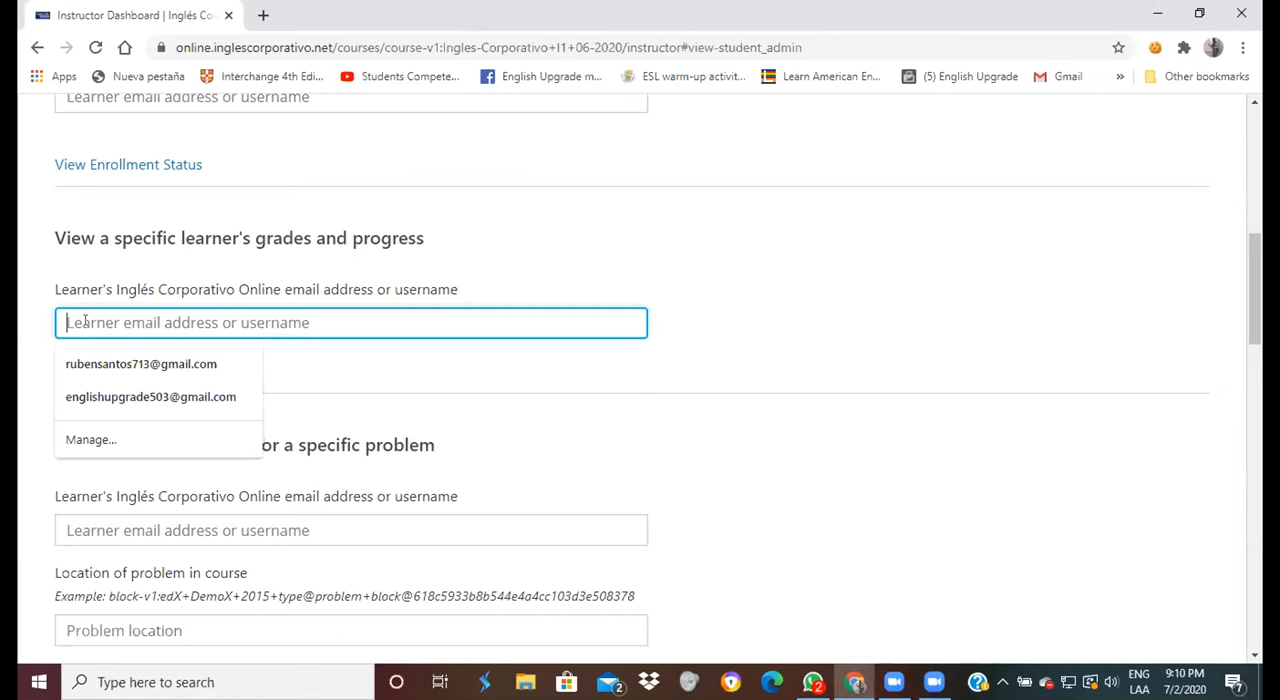 Instructor Dashboard | Inglés Co
online.inglescorporativo.net/courses/course-v1:Ingles-Corporativo+I1+06-2020/instructor#view-student_admin
Apps Nueva pestaña Interchange 4th Edi... Students Compete... English Upgrade m... ESL warm-up activit... Learn American En... (5) English Upgrade Gmail » Other bookmarks
Learner email address or username
View Enrollment Status
View a specific learner's grades and progress
Learner's Inglés Corporativo Online email address or username
Learner email address or username
rubensantos713@gmail.com
englishupgrade503@gmail.com
Manage...
or a specific problem
Learner's Inglés Corporativo Online email address or username
Learner email address or username
Location of problem in course
Example: block-v1:edX+DemoX+2015+type@problem+block@618c5933b8b544e4a4cc103d3e508378
Problem location
Type here to search
2
2
ENG
LAA
9:10 PM
7/2/2020
7